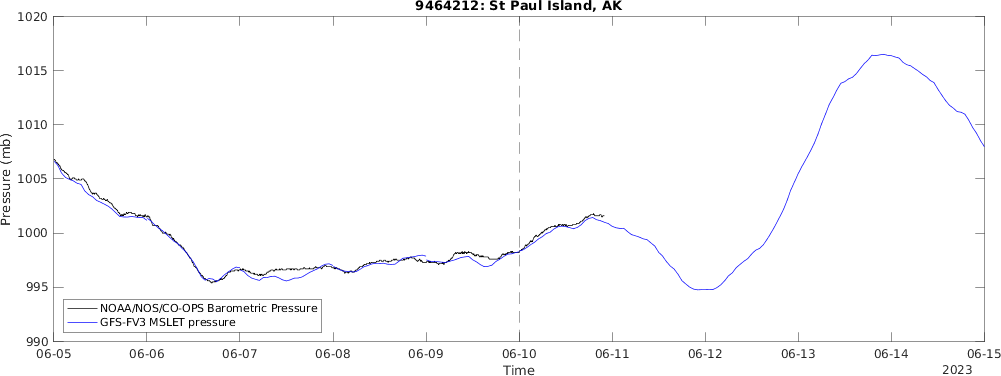 9464212: St Paul Island, AK
Pressure (mb)
1020
1015
1010
1005
1000
995
990
NOAA/NOS/CO-OPS Barometric Pressure
GFS-FV3 MSLET pressure
06-05 06-06 06-07 06-08 06-09 06-10 06-11 06-12 06-13 06-14 06-15
Time
2023